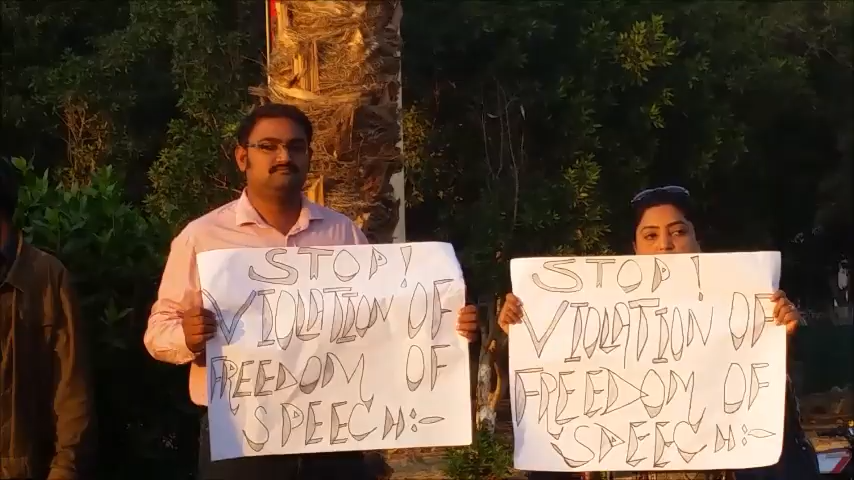 STOP!
VIOLATION OF
FREEDOM OF
SPEECH:-
STOP!
VIOLATION OF
FREEDOM OF
SPEECH:-